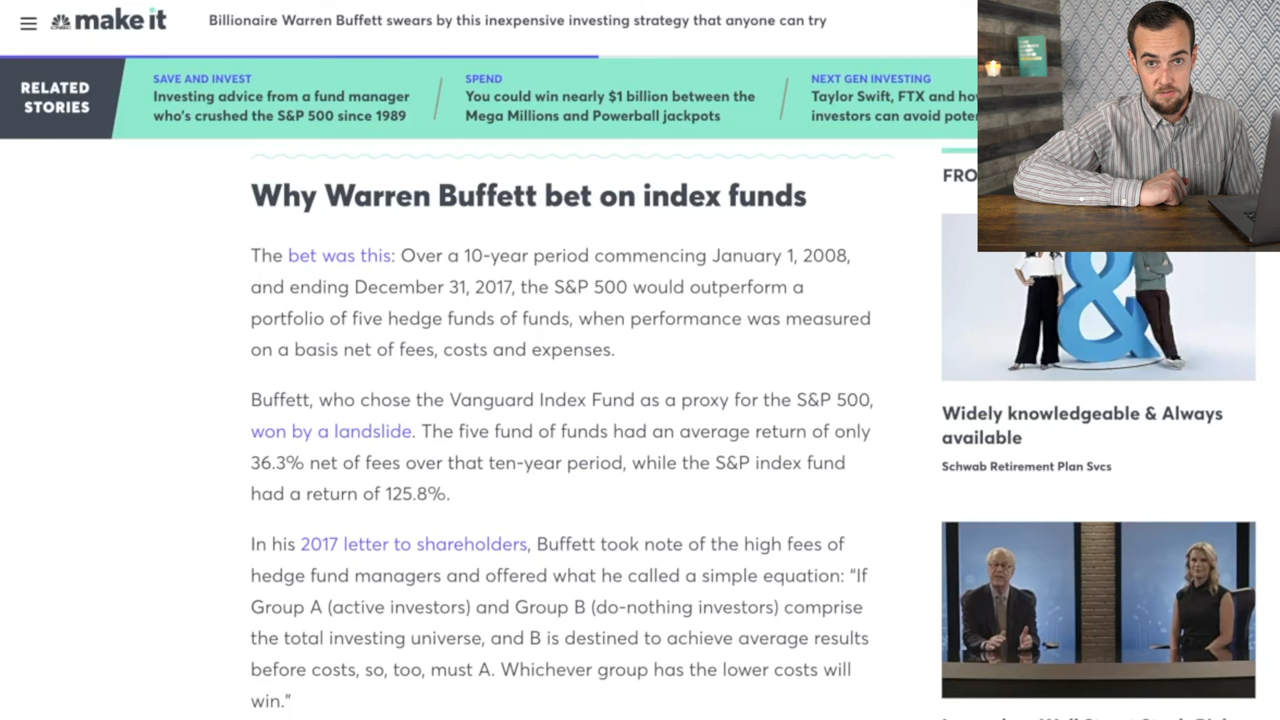 make it
Billionaire Warren Buffett swears by this inexpensive investing strategy that anyone can try
RELATED
STORIES
SAVE AND INVEST
Investing advice from a fund manager
who's crushed the S&P 500 since 1989
SPEND
You could win nearly $1 billion between the
Mega Millions and Powerball jackpots
NEXT GEN INVESTING
Taylor Swift, FTX and
investors can avoid
Why Warren Buffett bet on index funds
The bet was this: Over a 10-year period commencing January 1, 2008,
and ending December 31, 2017, the S&P 500 would outperform a
portfolio of five hedge funds of funds, when performance was measured
on a basis net of fees, costs and expenses.
Buffett, who chose the Vanguard Index Fund as a proxy for the S&P 500,
won by a landslide. The five fund of funds had an average return of only
36.3% net of fees over that ten-year period, while the S&P index fund
had a return of 125.8%.
In his 2017 letter to shareholders, Buffett took note of the high fees of
hedge fund managers and offered what he called a simple equation: “If
Group A (active investors) and Group B (do-nothing investors) comprise
the total investing universe, and B is destined to achieve average results
before costs, so, too, must A. Whichever group has the lower costs will
win.”
FRO
&
Widely knowledgeable & Always
available
Schwab Retirement Plan Svcs